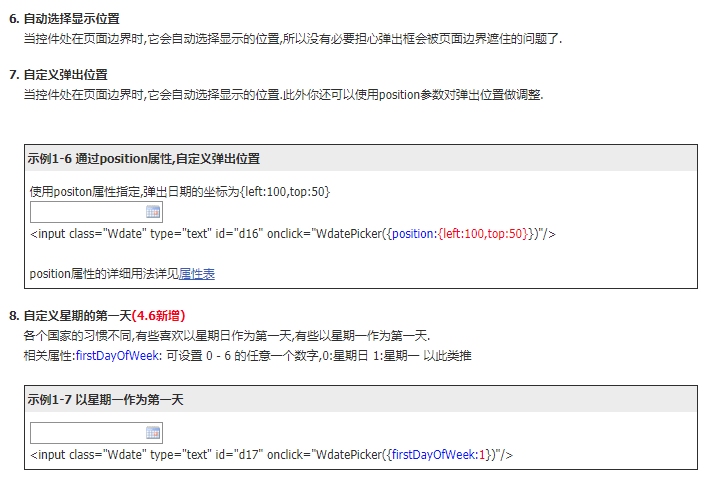 6. 自动选择显示位置
当控件处在页面边界时,它会自动选择显示的位置,所以没有必要担心弹出框会被页面边界遮住的问题了.
7. 自定义弹出位置
当控件处在页面边界时,它会自动选择显示的位置.此外你还可以使用position参数对弹出位置做调整.
示例1-6 通过position属性,自定义弹出位置
使用positon属性指定,弹出日期的坐标为{left:100,top:50}
<input class="Wdate" type="text" id="d16" onclick="WdatePicker({position:{left:100,top:50}})"/>
position属性的详细用法详见属性表
8. 自定义星期的第一天(4.6新增)
各个国家的习惯不同,有些喜欢以星期日作为第一天,有些以星期一作为第一天.
相关属性:firstDayOfWeek: 可设置 0 - 6 的任意一个数字,0:星期日 1:星期一 以此类推
示例1-7 以星期一作为第一天
<input class="Wdate" type="text" id="d17" onclick="WdatePicker({firstDayOfWeek:1})"/>